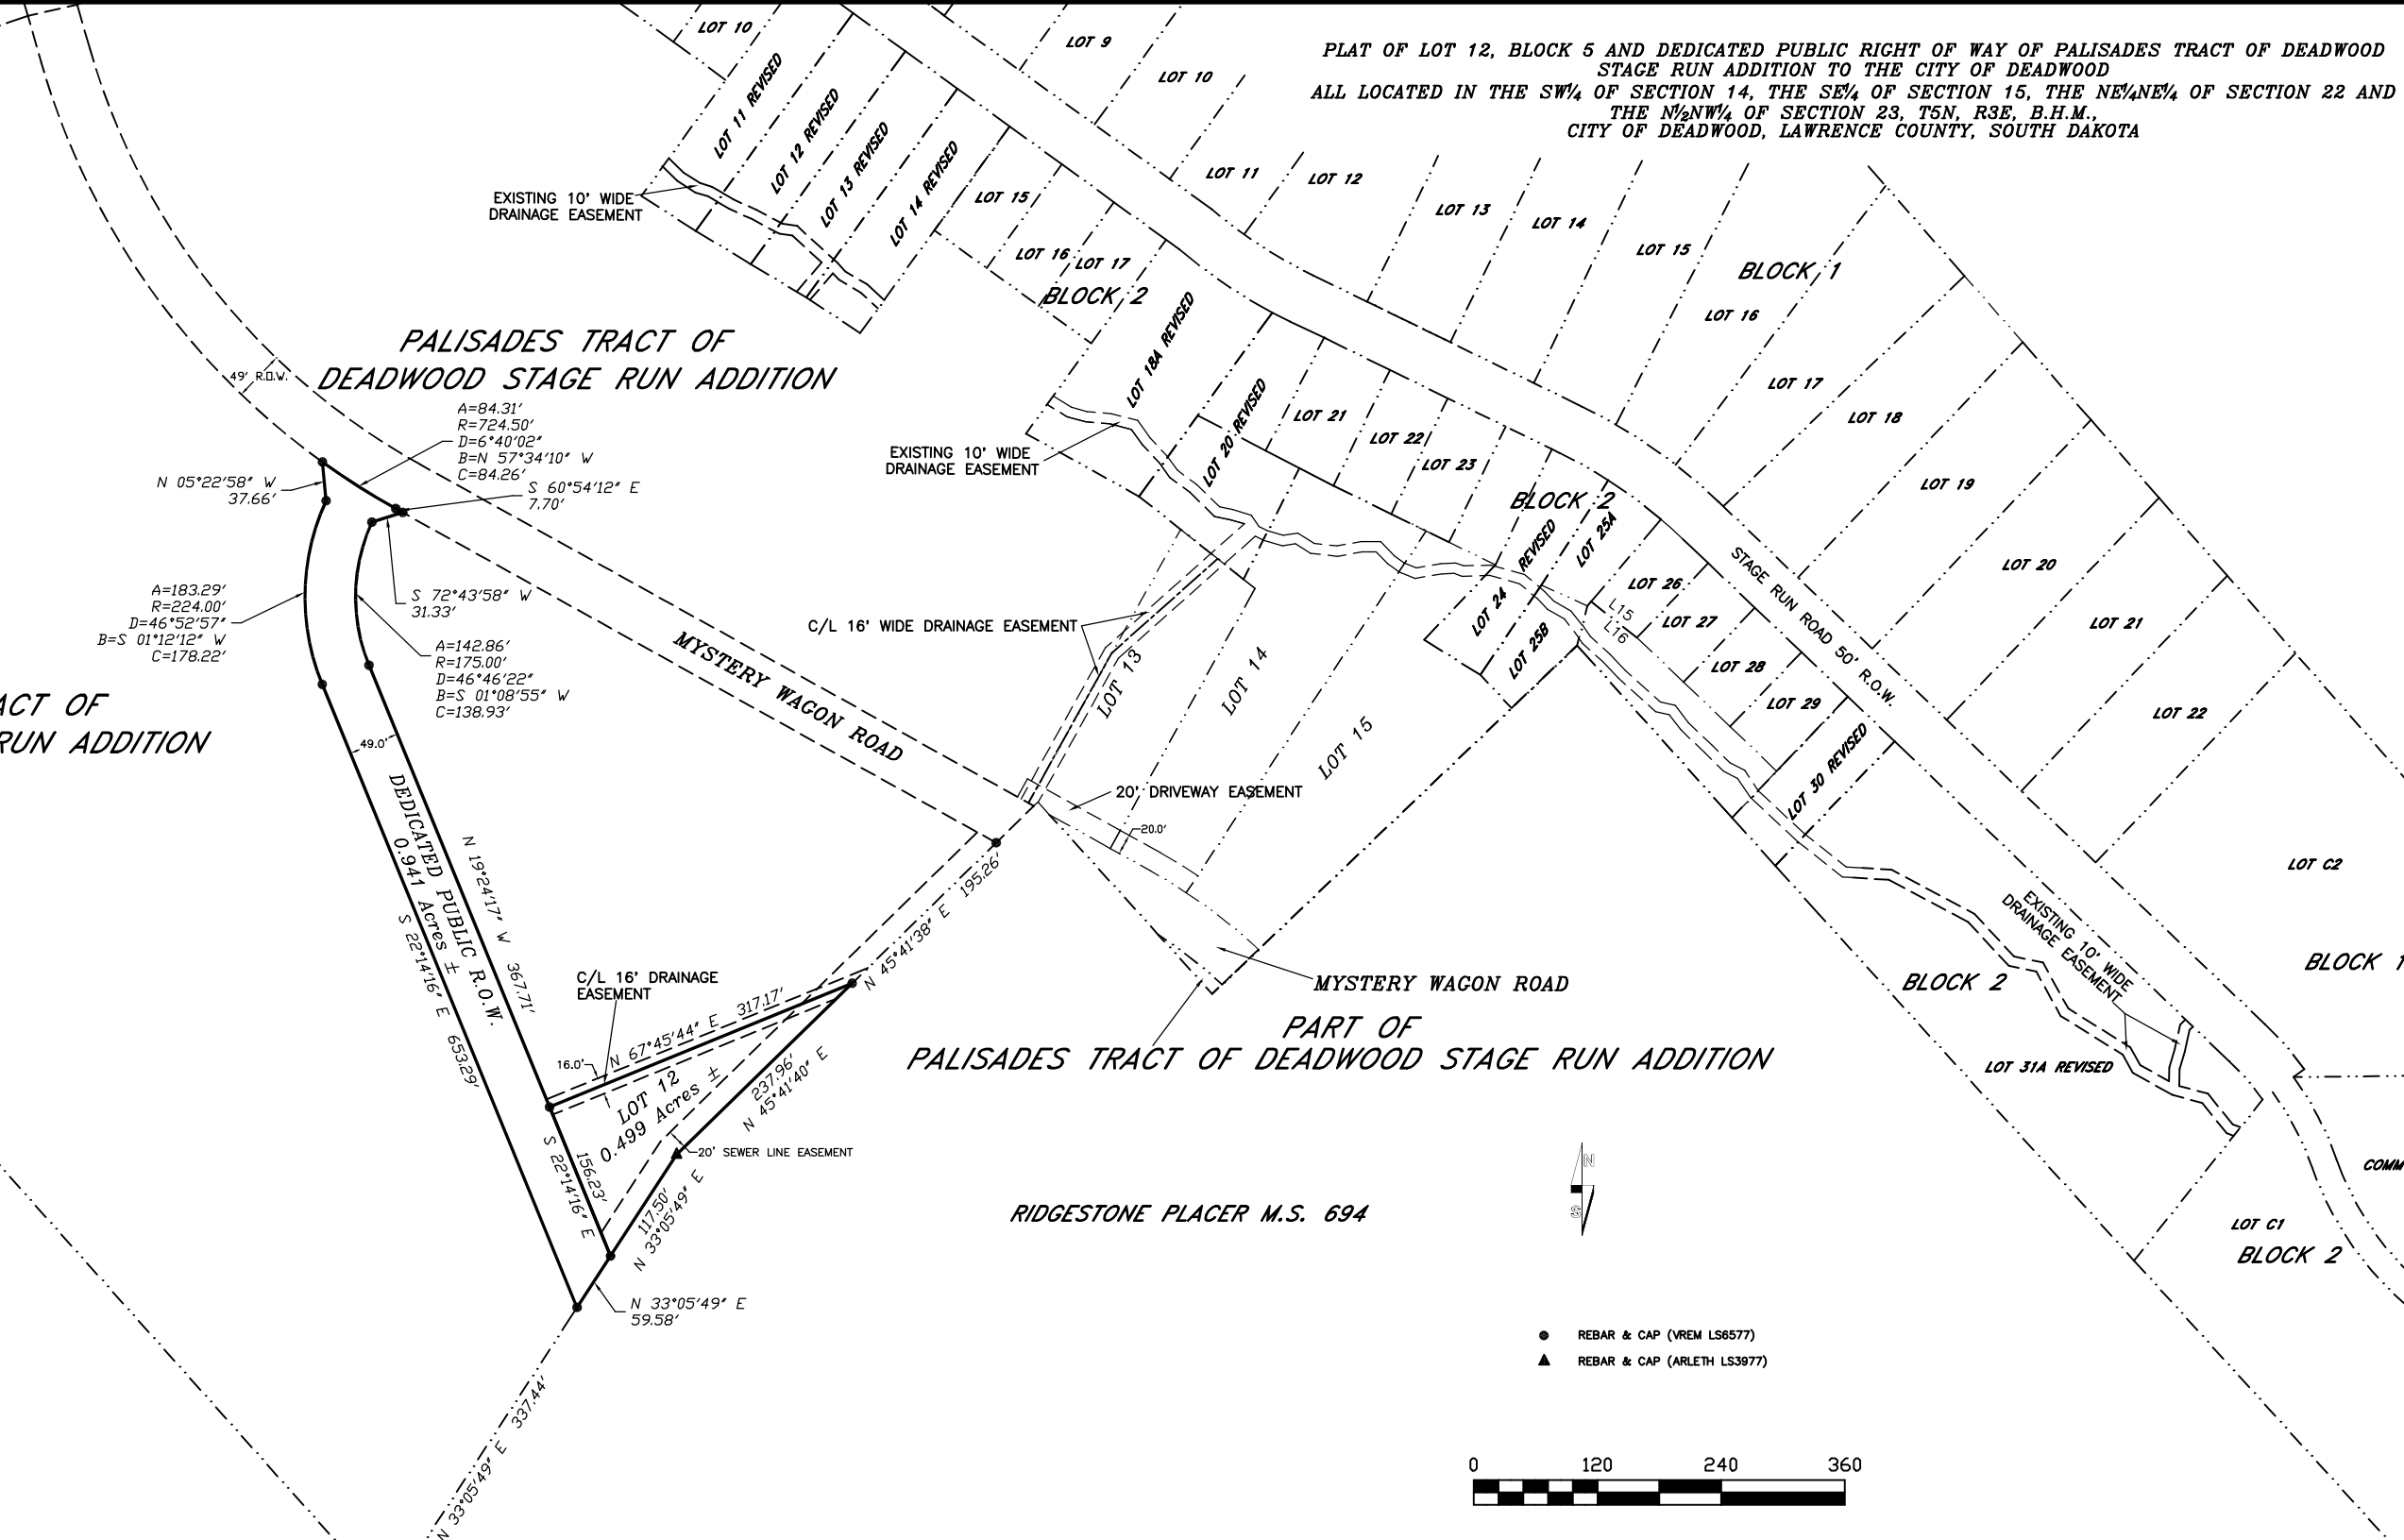 PLAT OF LOT 12, BLOCK 5 AND DEDICATED PUBLIC RIGHT OF WAY OF PALISADES TRACT OF DEADWOOD
STAGE RUN ADDITION TO THE CITY OF DEADWOOD
ALL LOCATED IN THE SW¼ OF SECTION 14, THE SE¼ OF SECTION 15, THE NE¼NE¼ OF SECTION 22 AND
THE N½NW¼ OF SECTION 23, T5N, R3E, B.H.M.,
CITY OF DEADWOOD, LAWRENCE COUNTY, SOUTH DAKOTA
LOT 10
LOT 11 REVISED
LOT 12 REVISED
LOT 13 REVISED
LOT 14 REVISED
LOT 9
LOT 10
LOT 11
LOT 12
LOT 13
LOT 14
LOT 15
LOT 16
BLOCK 1
LOT 17
LOT 18
LOT 19
LOT 20
LOT 21
LOT 22
LOT C2
BLOCK 1
EXISTING 10' WIDE
DRAINAGE EASEMENT
LOT 15
LOT 16
LOT 17
BLOCK 2
LOT 18A REVISED
LOT 20 REVISED
LOT 21
LOT 22
LOT 23
BLOCK 2
LOT 24 REVISED
LOT 25A
LOT 25B
LOT 26
LOT 27
LOT 28
LOT 29
LOT 30 REVISED
L15
L16
STAGE RUN ROAD 50' R.O.W.
EXISTING 10' WIDE
DRAINAGE EASEMENT
PALISADES TRACT OF
DEADWOOD STAGE RUN ADDITION
49' R.O.W.
A=84.31'
R=724.50'
D=6°40'02"
B=N 57°34'10" W
C=84.26'
N 05°22'58" W
37.66'
S 60°54'12" E
7.70'
S 72°43'58" W
31.33'
A=183.29'
R=224.00'
D=46°52'57"
B=S 01°12'12" W
C=178.22'
A=142.86'
R=175.00'
D=46°46'22"
B=S 01°08'55" W
C=138.93'
ACT OF
RUN ADDITION
49.0'
MYSTERY WAGON ROAD
C/L 16' WIDE DRAINAGE EASEMENT
LOT 13
LOT 14
LOT 15
20' DRIVEWAY EASEMENT
20.0'
DEDICATED PUBLIC R.O.W.
0.941 Acres ±
N 19°24'17" W 367.71'
S 22°14'16" E 653.29'
C/L 16' DRAINAGE
EASEMENT
N 67°45'44" E 317.17'
16.0'
LOT 12
0.499 Acres ±
N 45°41'38" E 195.26'
237.96'
N 45°41'40" E
20' SEWER LINE EASEMENT
156.23'
S 22°14'16" E
117.50'
N 33°05'49" E
N 33°05'49" E
59.58'
N 33°05'49" E 337.44'
MYSTERY WAGON ROAD
PART OF
PALISADES TRACT OF DEADWOOD STAGE RUN ADDITION
RIDGESTONE PLACER M.S. 694
N
S
EXISTING 10' WIDE
DRAINAGE EASEMENT
BLOCK 2
LOT 31A REVISED
COMM
LOT C1
BLOCK 2
REBAR & CAP (VREM LS6577)
REBAR & CAP (ARLETH LS3977)
0 120 240 360